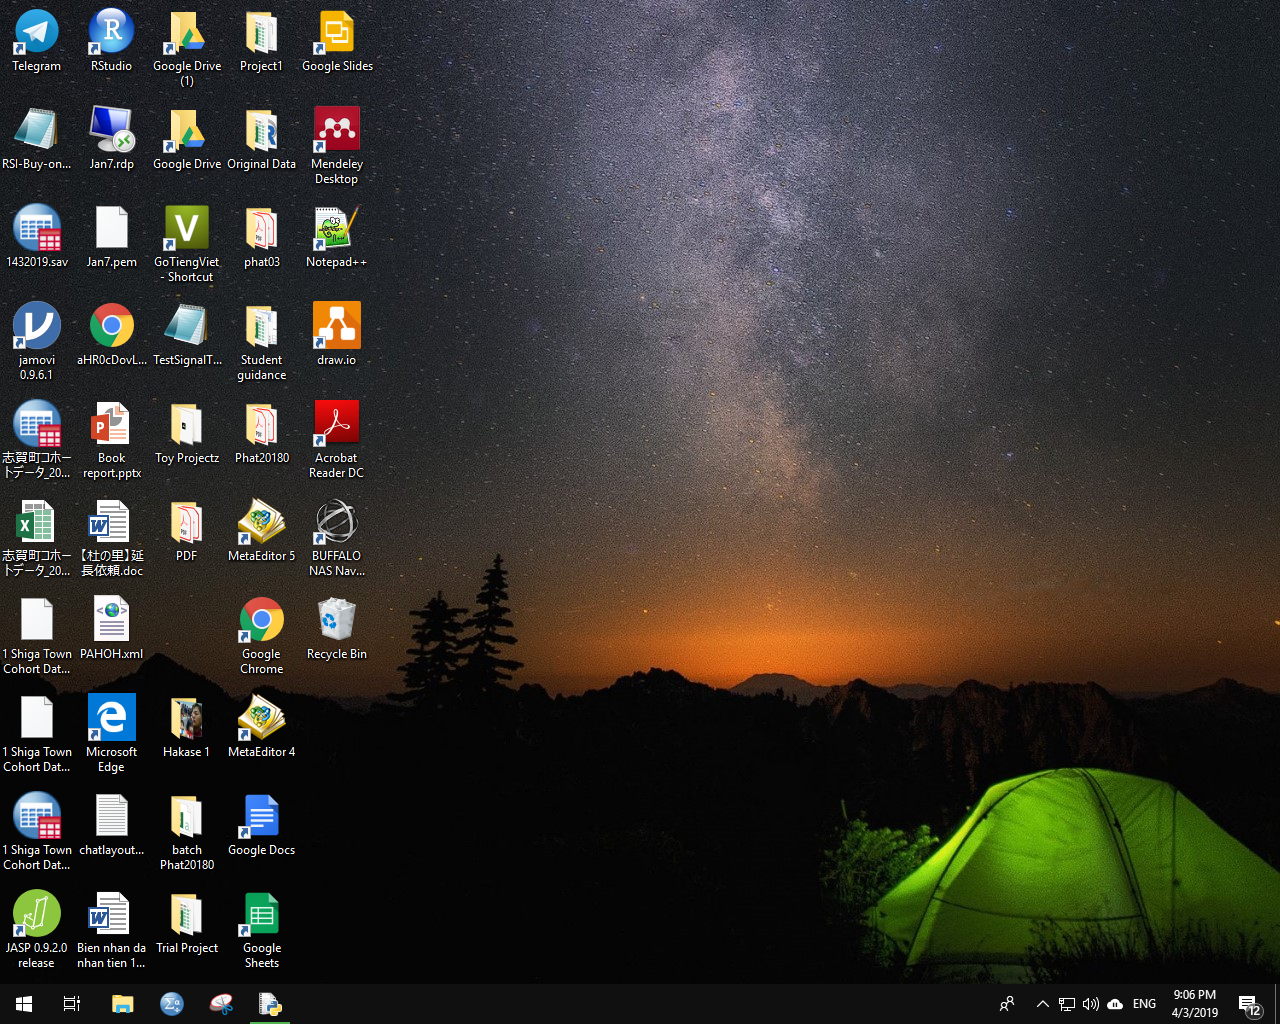 Telegram
RStudio
Google Drive
(1)
Project1
Google Slides
RSI-Buy-on...
Jan7.rdp
Google Drive
Original Data
Mendeley
Desktop
1432019.sav
Jan7.pem
GoTiengViet
- Shortcut
phat03
Notepad++
jamovi
0.9.6.1
aHR0cDovL...
TestSignalT...
Student
guidance
draw.io
志賀町コホー
トデータ_20...
Book
report.pptx
Toy Projectz
Phat20180
Acrobat
Reader DC
志賀町コホー
トデータ_20...
【杜の里】延
長依頼.doc
PDF
MetaEditor 5
BUFFALO
NAS Nav...
1 Shiga Town
Cohort Dat...
PAHOH.xml
Google
Chrome
Recycle Bin
1 Shiga Town
Cohort Dat...
Microsoft
Edge
Hakase 1
MetaEditor 4
1 Shiga Town
Cohort Dat...
chatlayout...
batch
Phat20180
Google Docs
JASP 0.9.2.0
release
Bien nhan da
nhan tien 1...
Trial Project
Google
Sheets
ENG
9:06 PM
4/3/2019
12